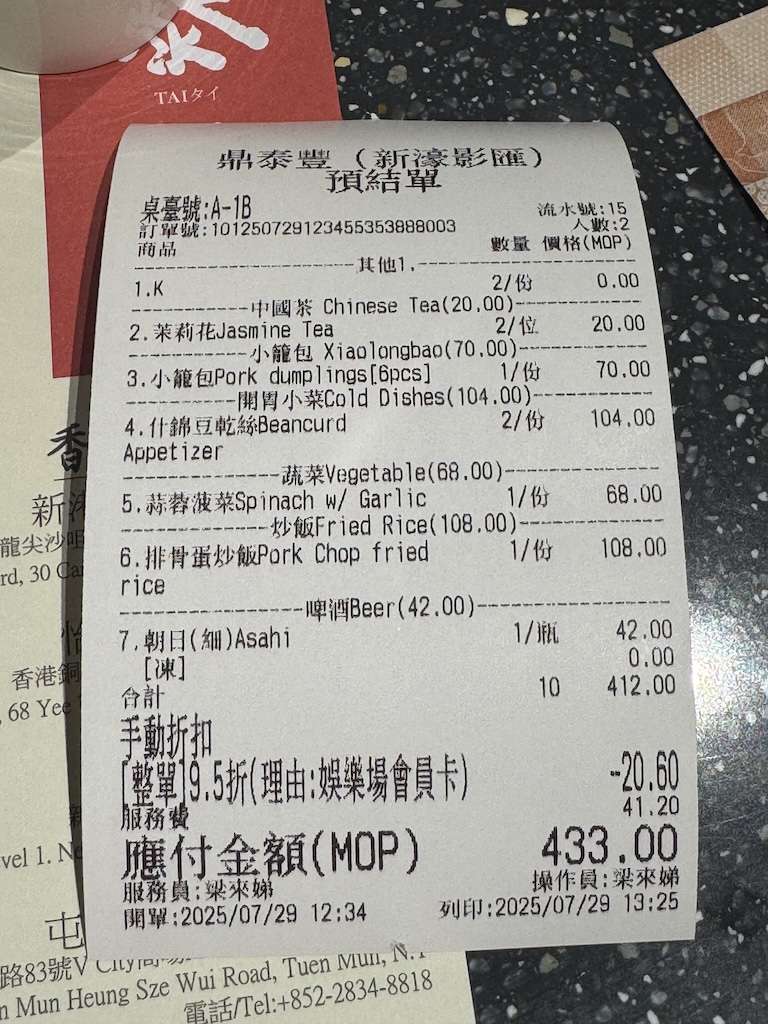 TAIタイ
鼎泰豐 (新濠影匯)
預結單
桌臺號:A-1B 流水號:15
訂單號:101250729123455353888003 人數:2
商品 數量 價格(MOP)
其他1.
1.K 2/份 0.00
中國茶 Chinese Tea(20.00)
2.茉莉花Jasmine Tea 2/位 20.00
小籠包 Xiaolongbao(70.00)
3.小籠包Pork dumplings[6pcs] 1/份 70.00
開胃小菜Cold Dishes(104.00)
4.什錦豆乾絲Beancurd 2/份 104.00
Appetizer
蔬菜Vegetable(68.00)
5.蒜蓉菠菜Spinach w/ Garlic 1/份 68.00
炒飯Fried Rice(108.00)
6.排骨蛋炒飯Pork Chop fried 1/份 108.00
rice
啤酒Beer(42.00)
7.朝日(細)Asahi 1/瓶 42.00
[凍] 0.00
合計 10 412.00
手動折扣
[整單]9.5折(理由:娛樂場會員卡) -20.60
服務費 41.20
應付金額(MOP) 433.00
服務員:梁來娣 操作員:梁來娣
開單:2025/07/29 12:34 列印:2025/07/29 13:25
香
新
龍尖沙咀
rd, 30 Ca
香港銅
, 68 Yee
vel 1. Ne
屯
路83號V City
n Mun Heung Sze Wui Road, Tuen Mun, N.T
電話/Tel:+852-2834-8818